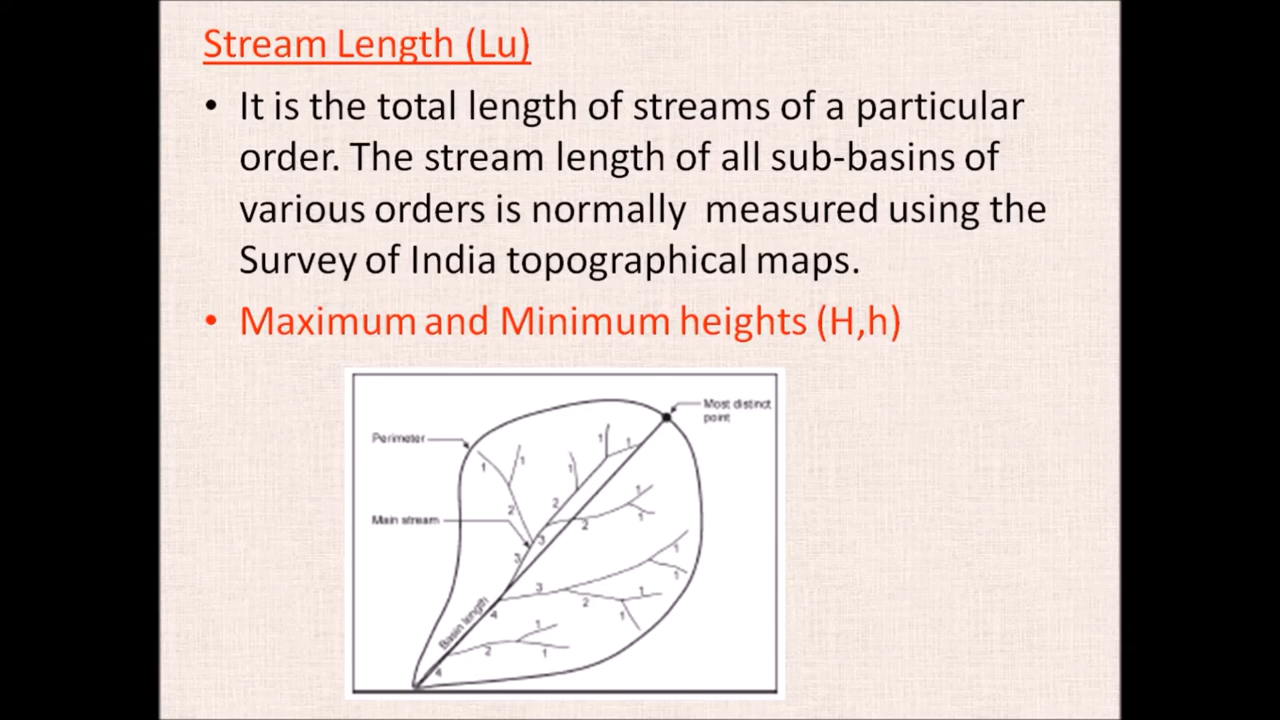 Stream Length (Lu)
• It is the total length of streams of a particular
order. The stream length of all sub-basins of
various orders is normally measured using the
Survey of India topographical maps.
• Maximum and Minimum heights (H,h)
Most distinct
point
Perimeter
1
1
1
1
1
2
2
1
1
2
Main stream
3
3
1
1
3
2
1
1
Basin length
4
1
2
1
4